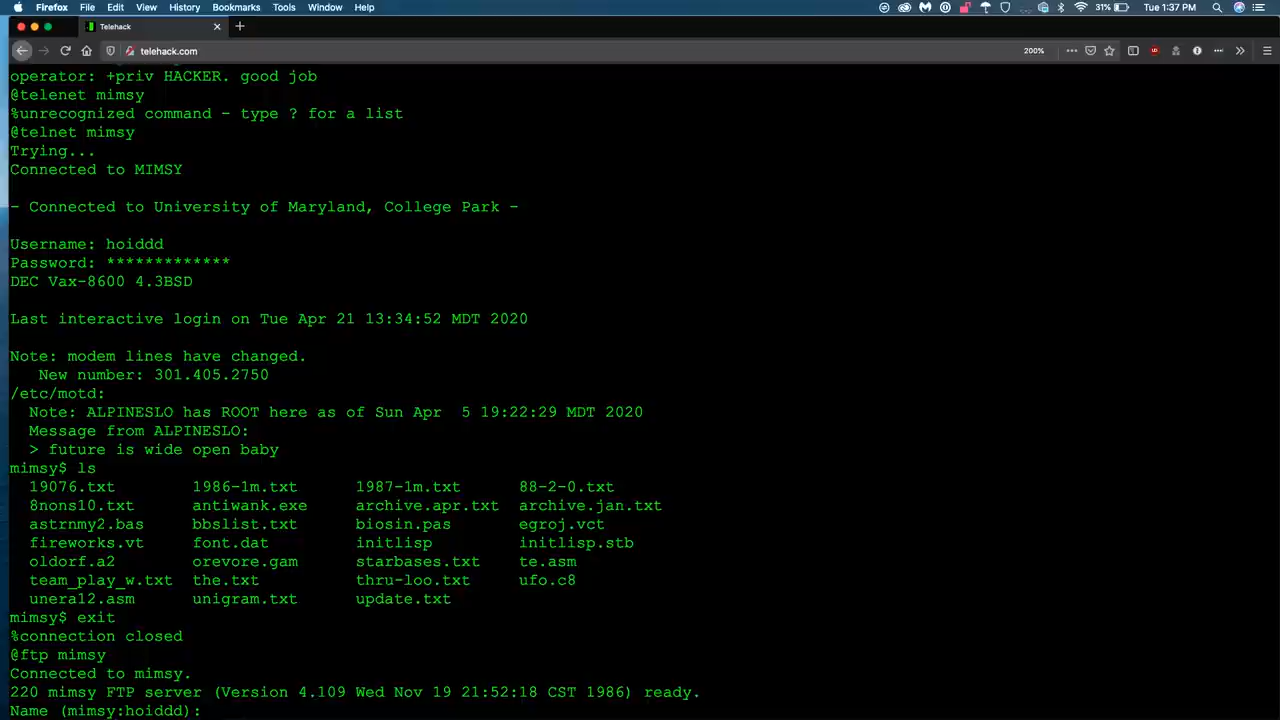 Firefox File Edit View History Bookmarks Tools Window Help 31% Tue 1:37 PM
Telehack
telehack.com 200%
operator: +priv HACKER. good job
@telenet mimsy
%unrecognized command - type ? for a list
@telnet mimsy
Trying...
Connected to MIMSY
- Connected to University of Maryland, College Park -
Username: hoiddd
Password: *************
DEC Vax-8600 4.3BSD
Last interactive login on Tue Apr 21 13:34:52 MDT 2020
Note: modem lines have changed.
New number: 301.405.2750
/etc/motd:
Note: ALPINESLO has ROOT here as of Sun Apr  5 19:22:29 MDT 2020
Message from ALPINESLO:
> future is wide open baby
mimsy$ ls
19076.txt 1986-1m.txt 1987-1m.txt 88-2-0.txt
8nons10.txt antiwank.exe archive.apr.txt archive.jan.txt
astrnmy2.bas bbslist.txt biosin.pas egroj.vct
fireworks.vt font.dat initlisp initlisp.stb
oldorf.a2 orevore.gam starbases.txt te.asm
team_play_w.txt the.txt thru-loo.txt ufo.c8
unera12.asm unigram.txt update.txt
mimsy$ exit
%connection closed
@ftp mimsy
Connected to mimsy.
220 mimsy FTP server (Version 4.109 Wed Nov 19 21:52:18 CST 1986) ready.
Name (mimsy:hoiddd):